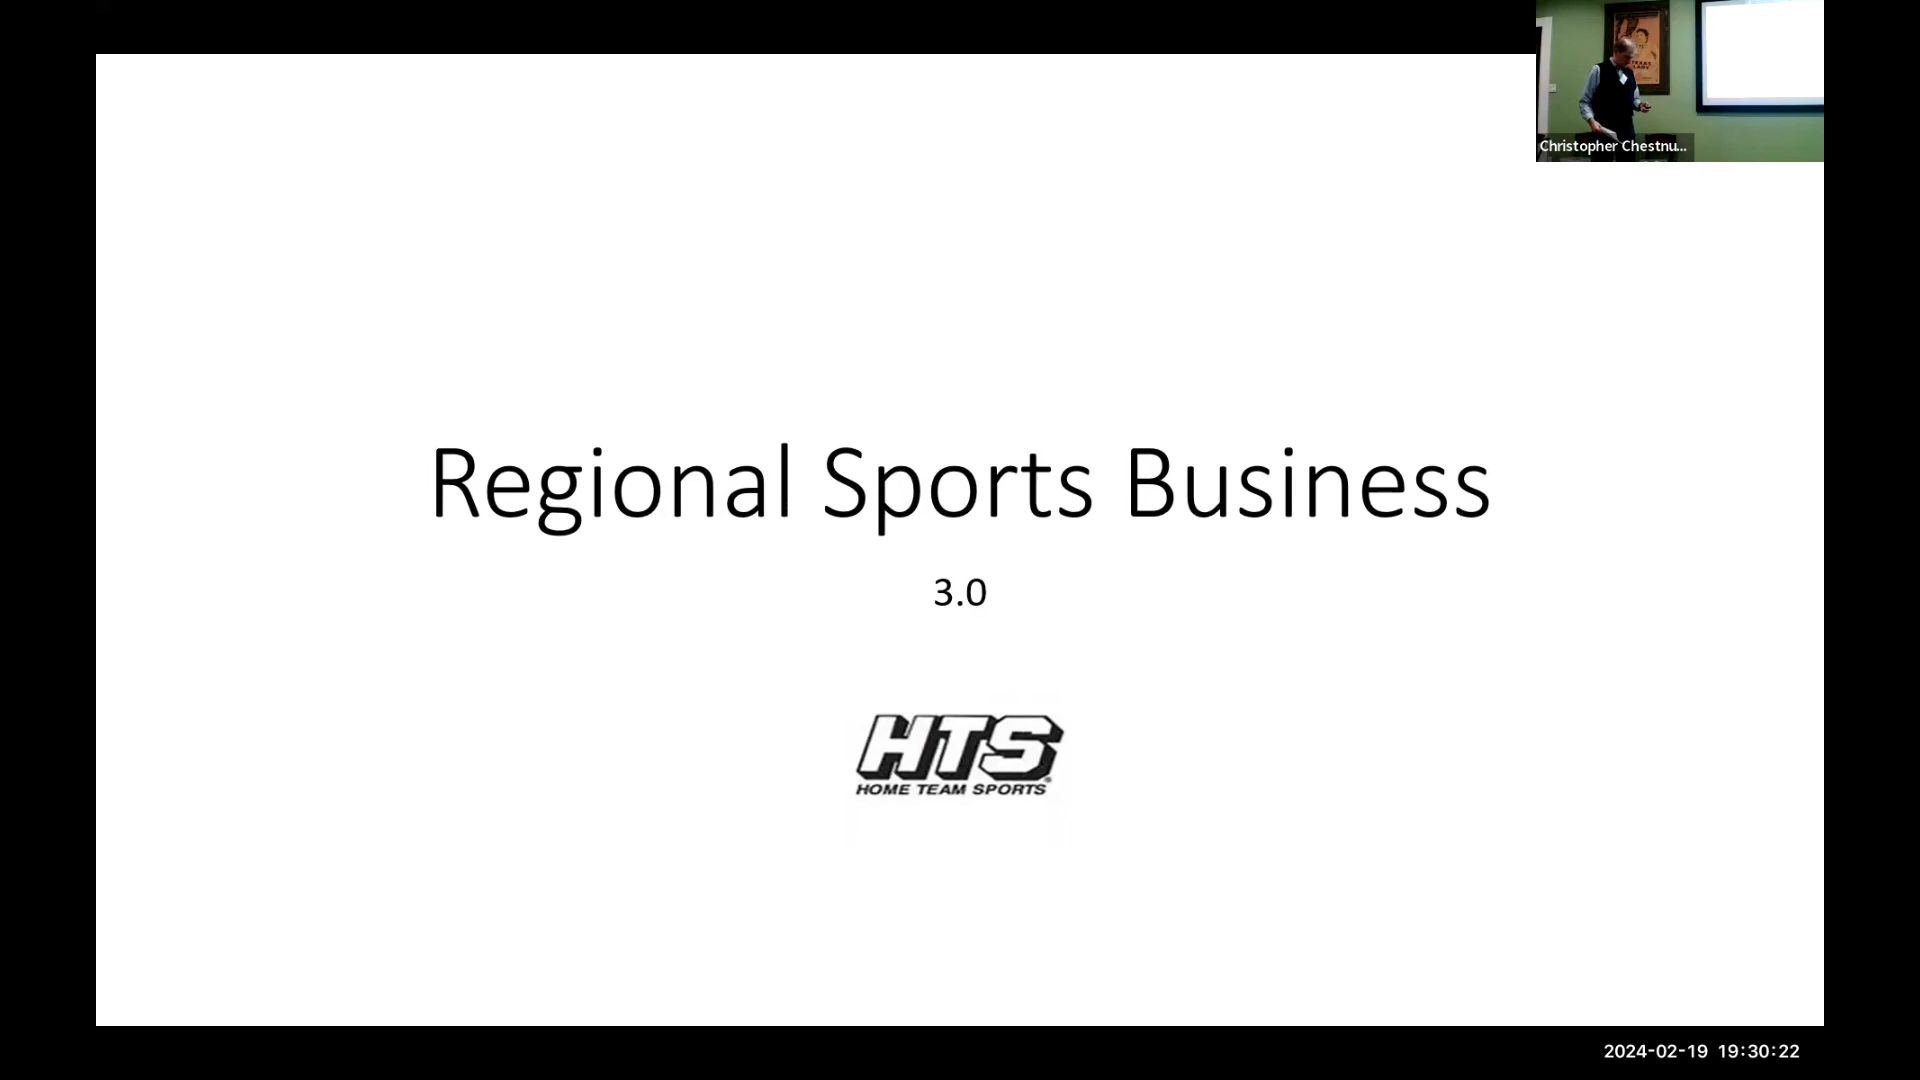 Christopher Chestnu...
Regional Sports Business
3.0
HTS
HOME TEAM SPORTS
2024-02-19 19:30:22